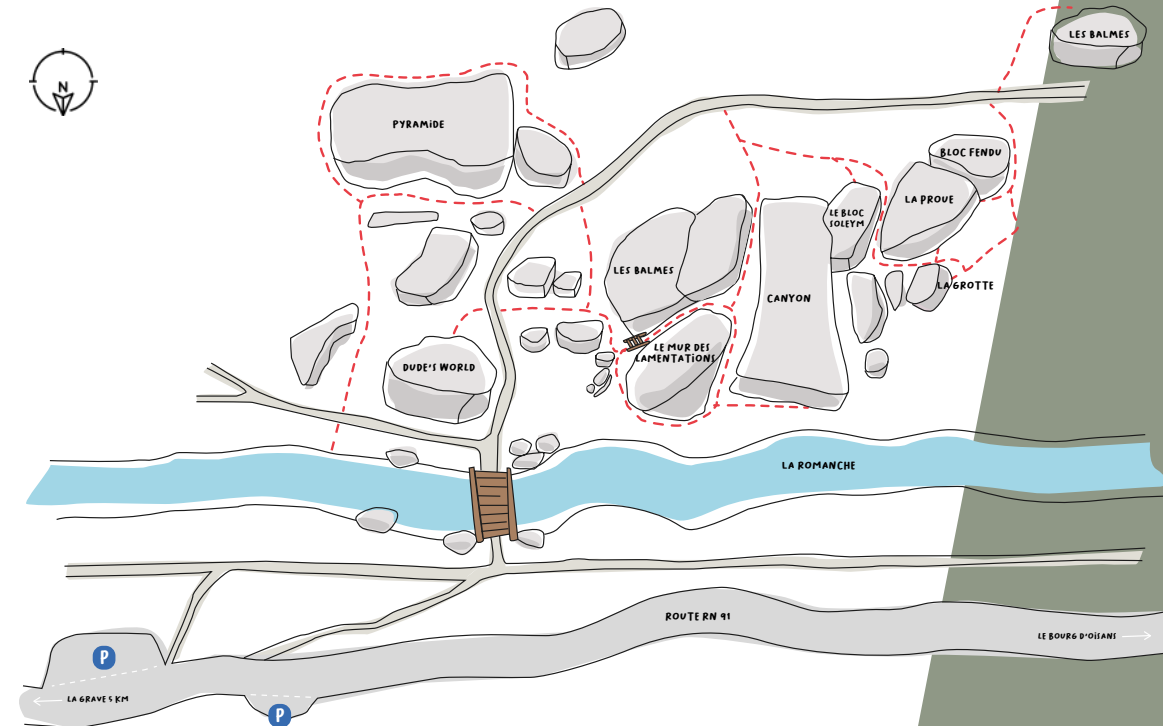 LES BALMES
N
PYRAMIDE
BLOC FENDU
LA PROUE
LE BLOC
SOLEYM
LES BALMES
LA GROTTE
CANYON
LE MUR DES
LAMENTATIONS
DUDE'S WORLD
LA ROMANCHE
ROUTE RN 91
LE BOURG D'OISANS
P
LA GRAVE 5 KM
P